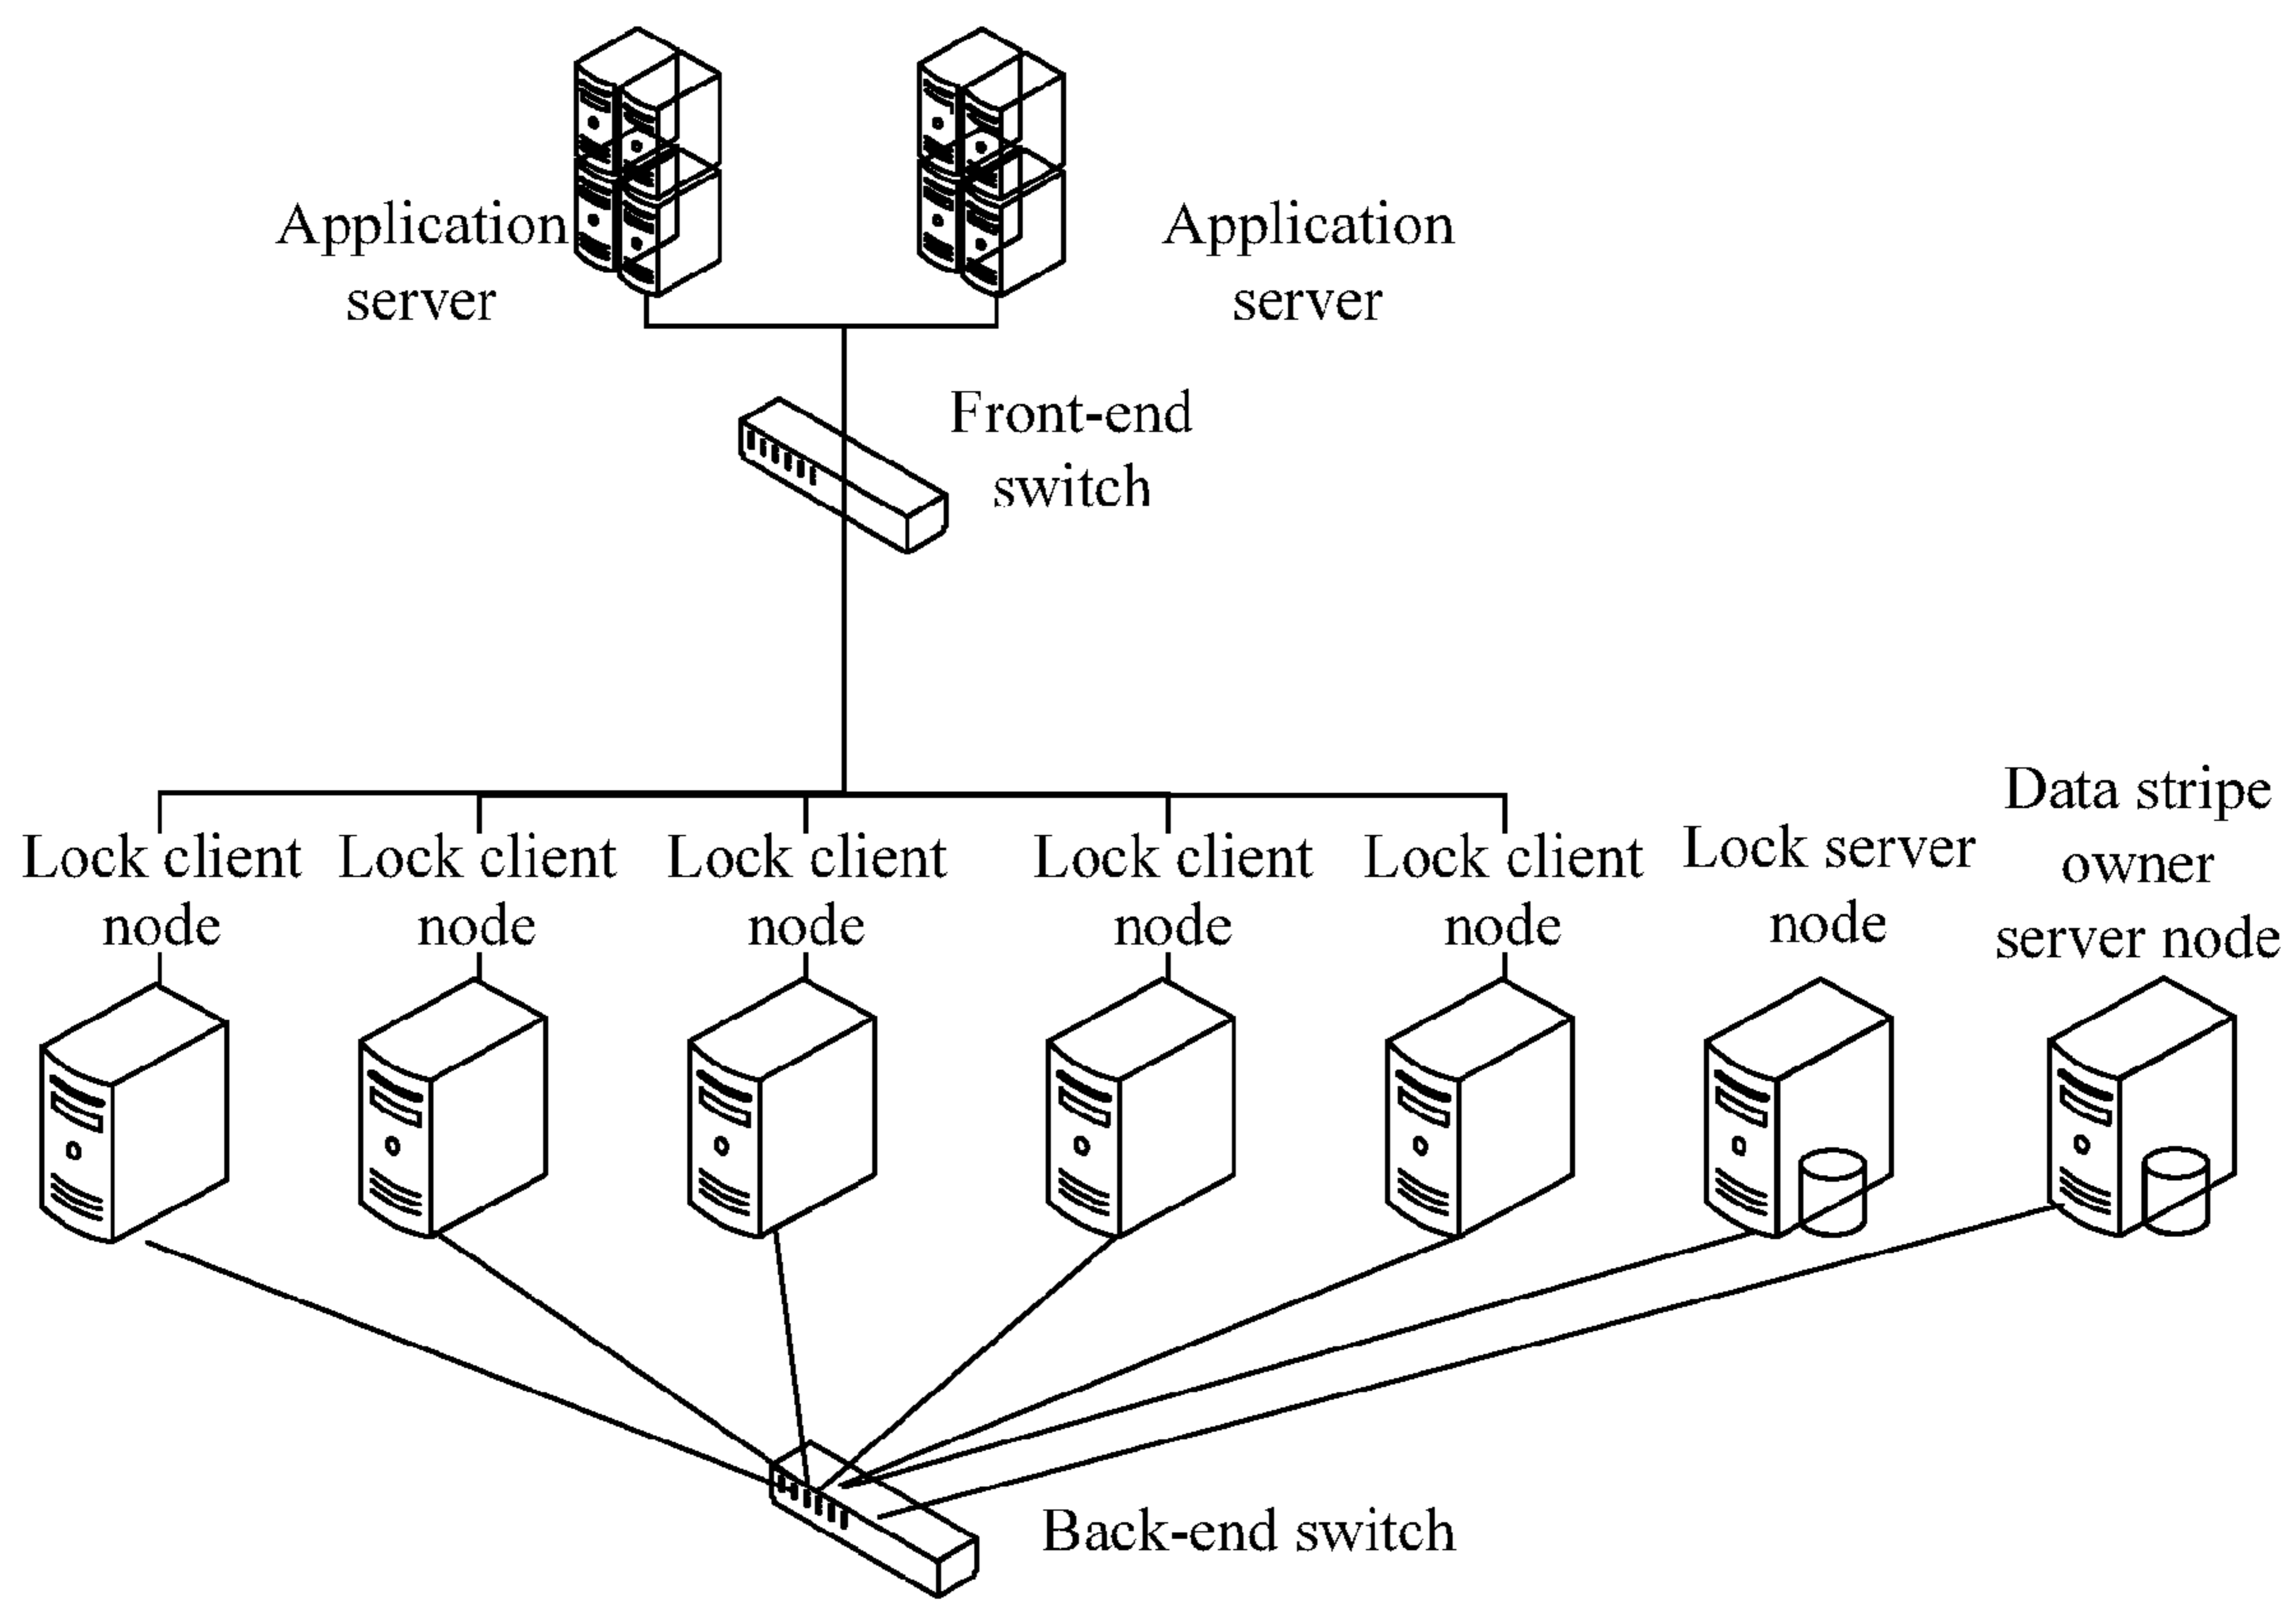 Application
server
Application
server
Front-end
switch
Lock client
node
Lock client
node
Lock client
node
Lock client
node
Lock client
node
Lock server
node
Data stripe
owner
server node
Back-end switch